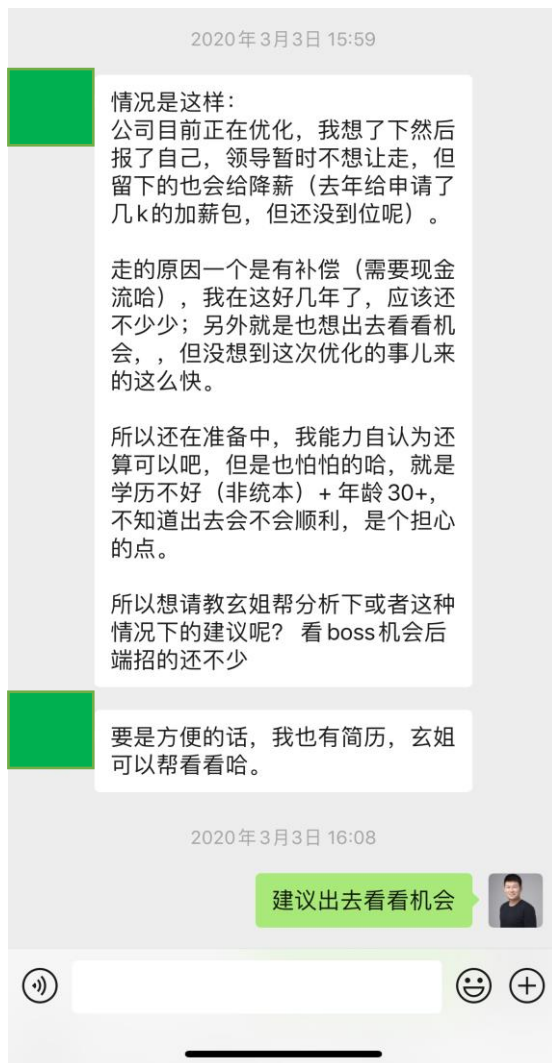 2020年3月3日 15:59
情况是这样：
公司目前正在优化，我想了下然后
报了自己，领导暂时不想让走，但
留下的也会给降薪（去年给申请了
几k的加薪包，但还没到位呢）。
走的原因一个是有补偿（需要现金
流哈），我在这好几年了，应该还
不少少；另外就是也想出去看看机
会，，但没想到这次优化的事儿来
的这么快。
所以还在准备中，我能力自认为还
算可以吧，但是也怕怕的哈，就是
学历不好（非统本）+ 年龄 30+，
不知道出去会不会顺利，是个担心
的点。
所以想请教玄姐帮分析下或者这种
情况下的建议呢？ 看 boss 机会后
端招的还不少
要是方便的话，我也有简历，玄姐
可以帮看看哈。
2020年3月3日 16:08
建议出去看看机会